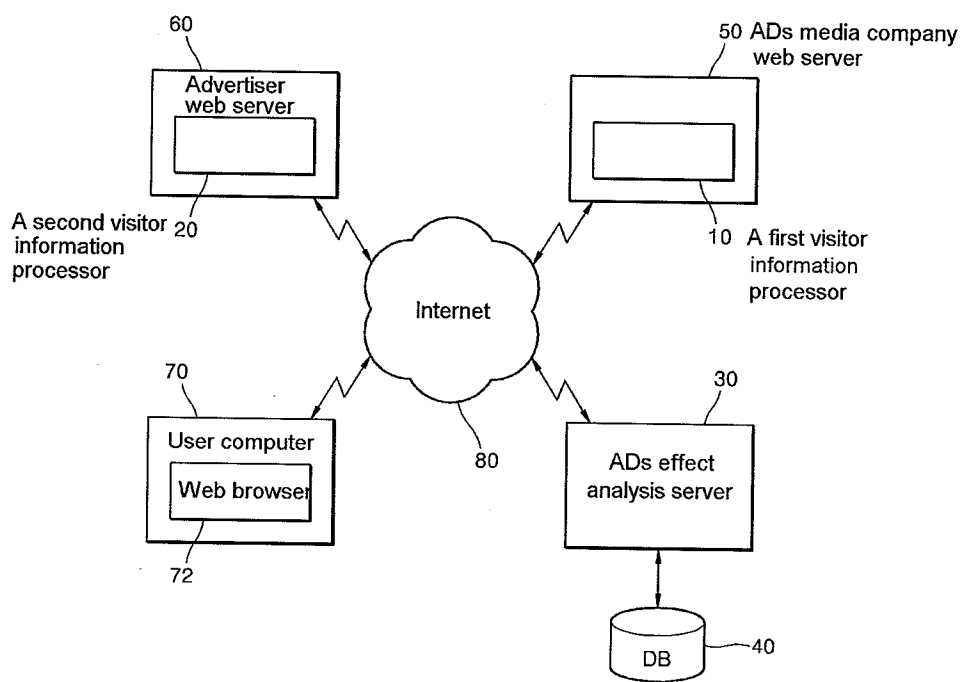 60
Advertiser
web server
20
A second visitor
information
processor
50 ADs media company
web server
10 A first visitor
information
processor
Internet
80
70
User computer
Web browser
72
30
ADs effect
analysis server
DB
40